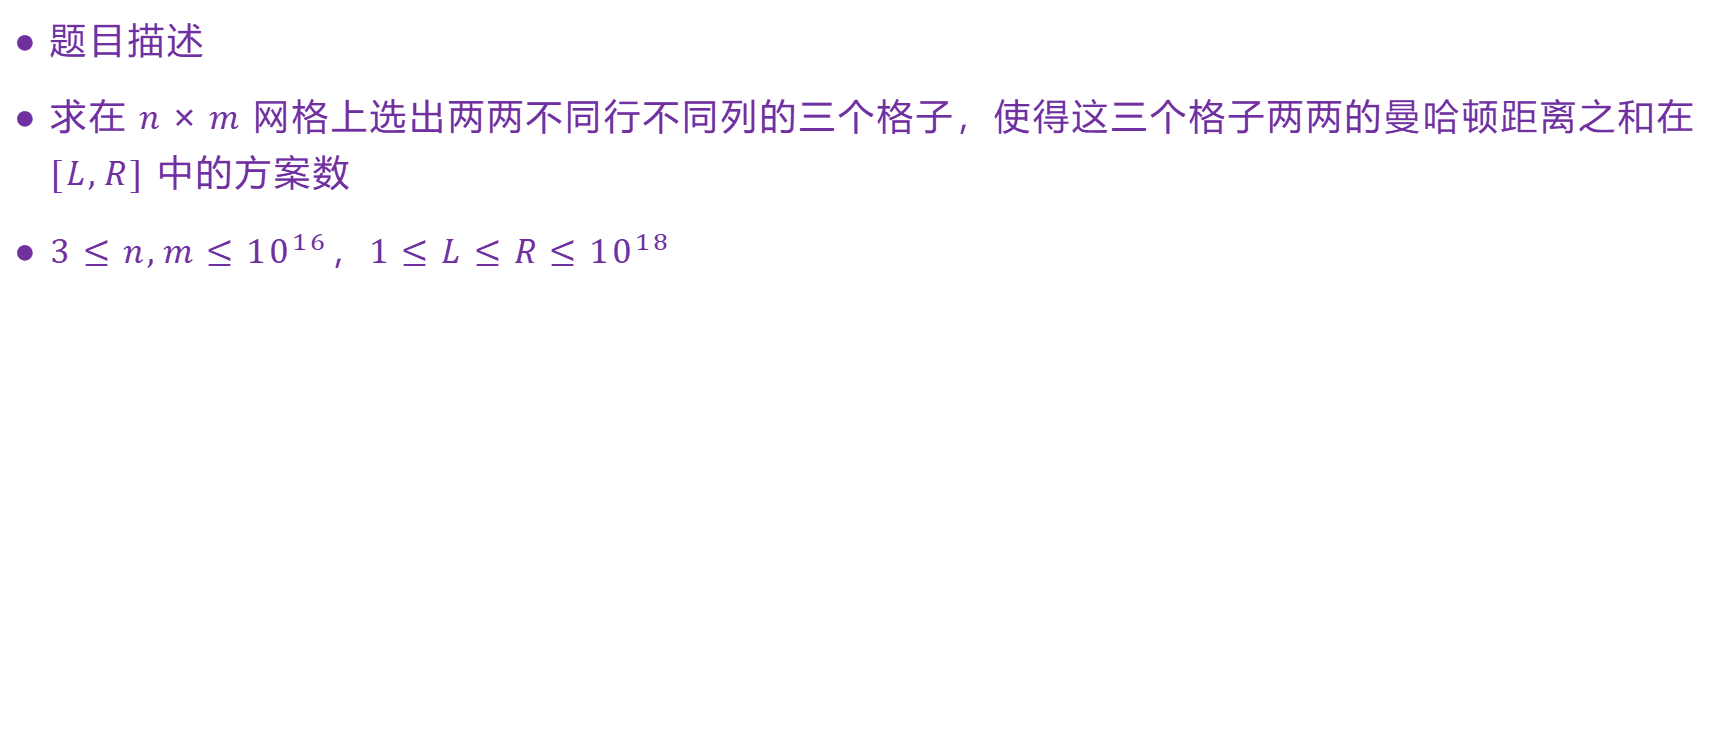 ● 题目描述
● 求在 n × m 网格上选出两两不同行不同列的三个格子，使得这三个格子两两的曼哈顿距离之和在
[L, R] 中的方案数
● 3 ≤ n, m ≤ 10^16，1 ≤ L ≤ R ≤ 10^18